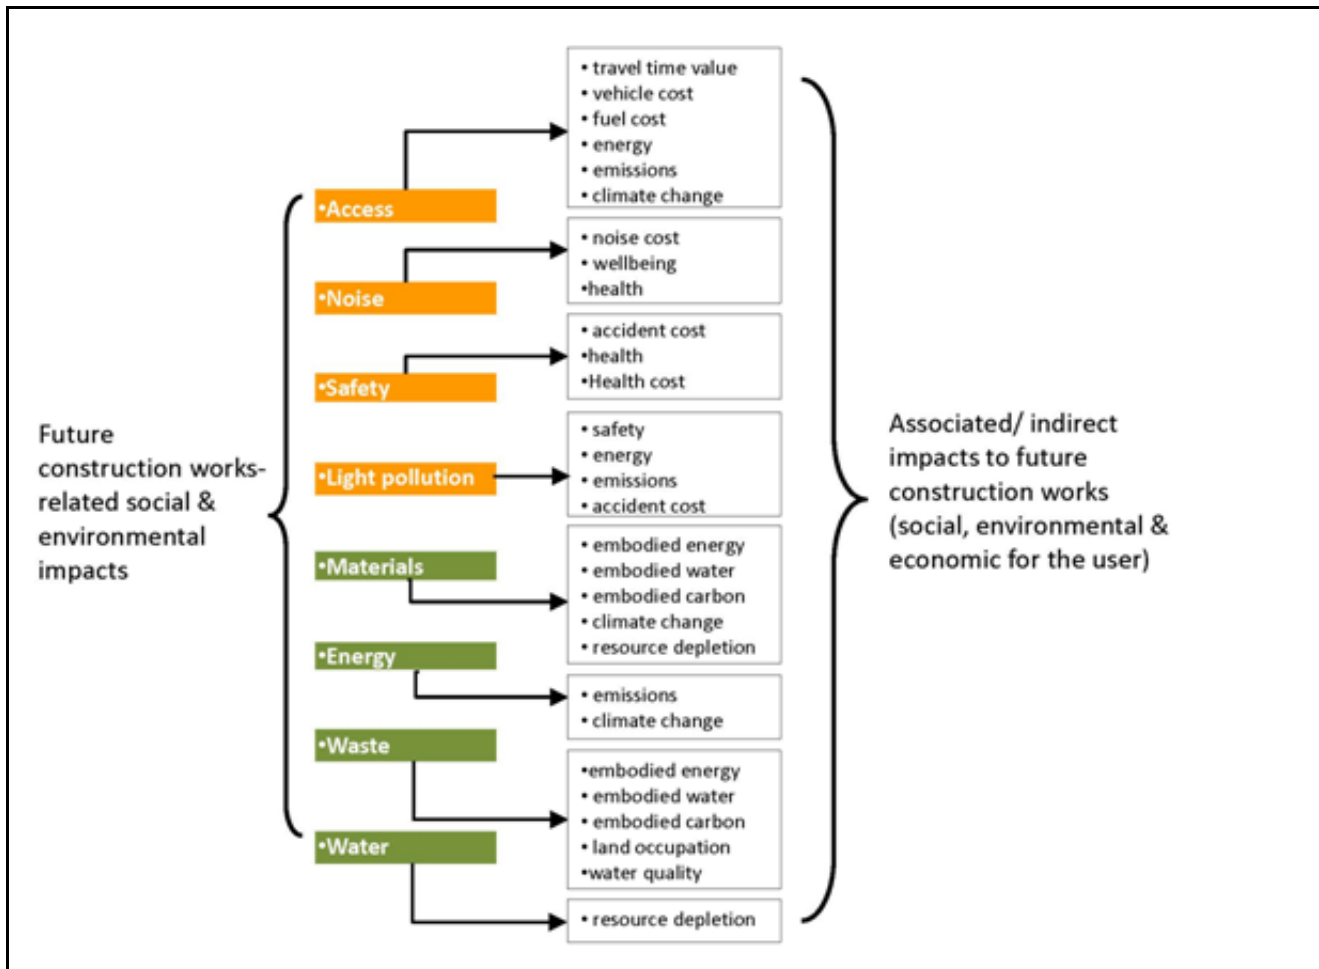 Future
construction works-
related social &
environmental
impacts
•Access
• travel time value
• vehicle cost
• fuel cost
• energy
• emissions
• climate change
•Noise
• noise cost
• wellbeing
•health
•Safety
• accident cost
•health
•Health cost
•Light pollution
• safety
• energy
• emissions
• accident cost
•Materials
• embodied energy
• embodied water
• embodied carbon
• climate change
• resource depletion
•Energy
• emissions
• climate change
•Waste
•embodied energy
• embodied water
• embodied carbon
• land occupation
•water quality
•Water
• resource depletion
Associated/ indirect
impacts to future
construction works
(social, environmental &
economic for the user)